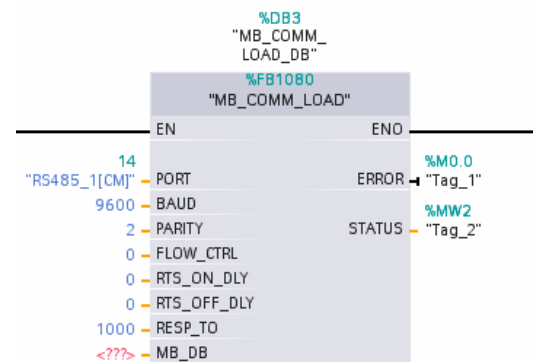 %DB3
"MB_COMM_
LOAD_DB"
%FB1080
"MB_COMM_LOAD"
EN ENO
14
"RS485_1[CM]" PORT
%M0.0
ERROR "Tag_1"
9600 BAUD
%MW2
2 PARITY
STATUS "Tag_2"
0 FLOW_CTRL
0 RTS_ON_DLY
0 RTS_OFF_DLY
1000 RESP_TO
<???> MB_DB